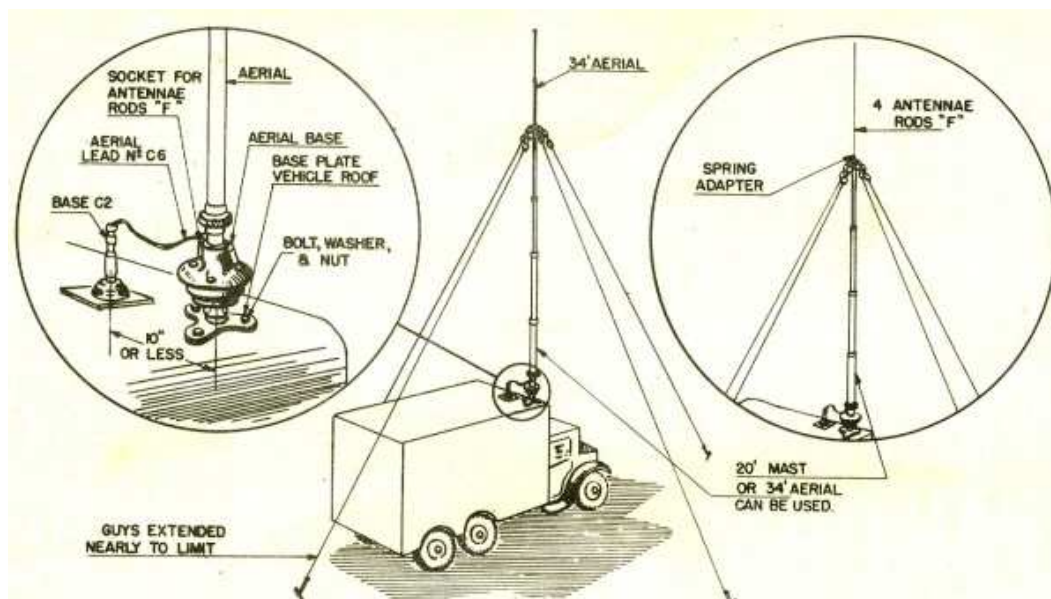 SOCKET FOR
ANTENNAE
RODS "F"
AERIAL
AERIAL
LEAD Nº C6
AERIAL BASE
BASE PLATE
VEHICLE ROOF
BASE C2
BOLT, WASHER,
& NUT
10"
OR LESS
34' AERIAL
4 ANTENNAE
RODS "F"
SPRING
ADAPTER
20' MAST
OR 34' AERIAL
CAN BE USED.
GUYS EXTENDED
NEARLY TO LIMIT